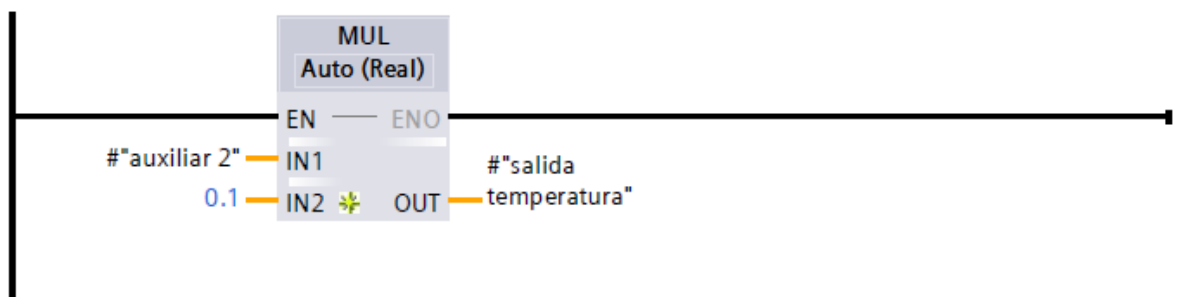 MUL
Auto (Real)
EN ENO
#"auxiliar 2" IN1
#"salida
temperatura"
0.1 IN2 OUT